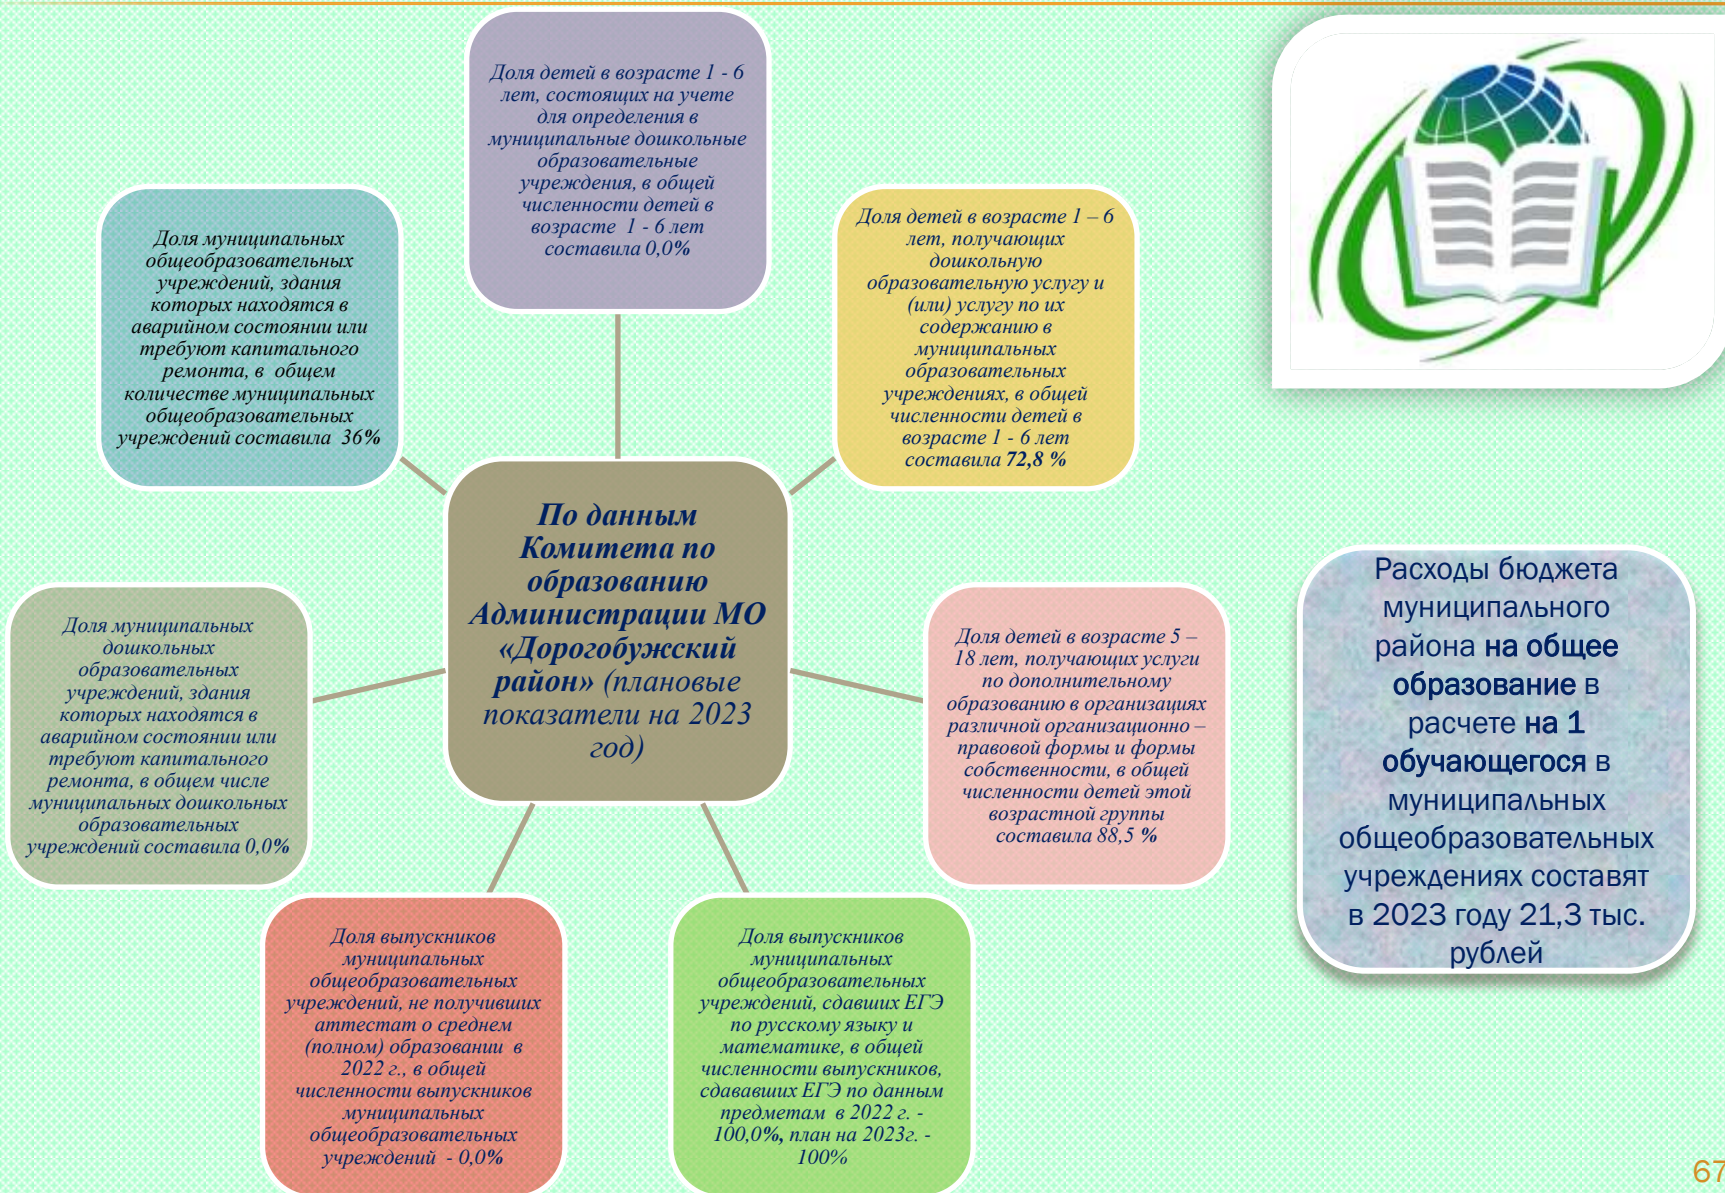 Доля детей в возрасте 1 - 6
лет, состоящих на учете
для определения в
муниципальные дошкольные
образовательные
учреждения, в общей
численности детей в
возрасте 1 - 6 лет
составила 0,0%
Доля детей в возрасте 1 – 6
лет, получающих
дошкольную
образовательную услугу и
(или) услугу по их
содержанию в
муниципальных
образовательных
учреждениях, в общей
численности детей в
возрасте 1 - 6 лет
составила 72,8 %
Доля детей в возрасте 5 –
18 лет, получающих услуги
по дополнительному
образованию в организациях
различной организационно –
правовой формы и формы
собственности, в общей
численности детей этой
возрастной группы
составила 88,5 %
Доля выпускников
муниципальных
общеобразовательных
учреждений, сдавших ЕГЭ
по русскому языку и
математике, в общей
численности выпускников,
сдававших ЕГЭ по данным
предметам в 2022 г. -
100,0%, план на 2023г. -
100%
Доля выпускников
муниципальных
общеобразовательных
учреждений, не получивших
аттестат о среднем
(полном) образовании в
2022 г., в общей
численности выпускников
муниципальных
общеобразовательных
учреждений - 0,0%
Доля муниципальных
дошкольных
образовательных
учреждений, здания
которых находятся в
аварийном состоянии или
требуют капитального
ремонта, в общем числе
муниципальных дошкольных
образовательных
учреждений составила 0,0%
Доля муниципальных
общеобразовательных
учреждений, здания
которых находятся в
аварийном состоянии или
требуют капитального
ремонта, в общем
количестве муниципальных
общеобразовательных
учреждений составила 36%
По данным
Комитета по
образованию
Администрации МО
«Дорогобужский
район» (плановые
показатели на 2023
год)
Расходы бюджета
муниципального
района на общее
образование в
расчете на 1
обучающегося в
муниципальных
общеобразовательных
учреждениях составят
в 2023 году 21,3 тыс.
рублей
67